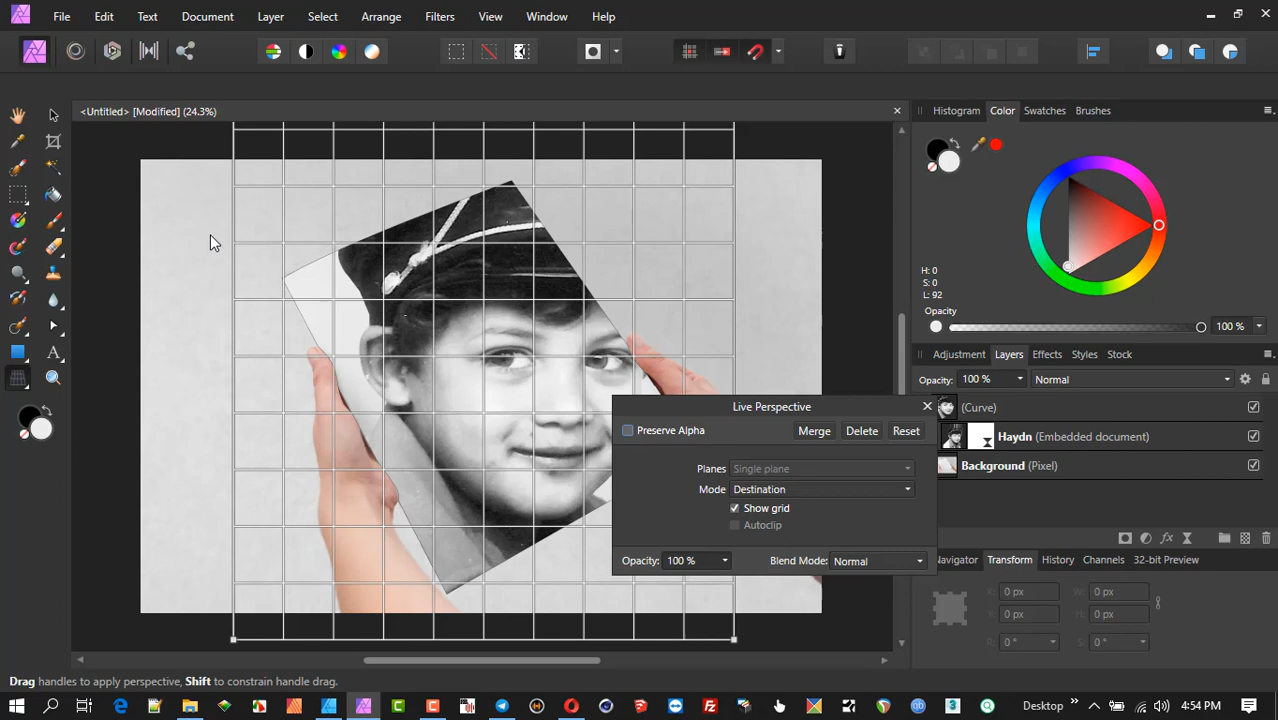 File Edit Text Document Layer Select Arrange Filters View Window Help
<Untitled> [Modified] (24.3%)
Histogram Color Swatches Brushes
H: 0
S: 0
L: 92
Opacity
100 %
Adjustment Layers Effects Styles Stock
Opacity: 100 % Normal
(Curve)
Haydn (Embedded document)
Background (Pixel)
Live Perspective
Preserve Alpha Merge Delete Reset
Planes Single plane
Mode Destination
Show grid
Autoclip
Opacity: 100 % Blend Mode: Normal
Navigator Transform History Channels 32-bit Preview
X: 0 px W: 0 px
Y: 0 px H: 0 px
R: 0 ° S: 0 °
Drag handles to apply perspective, Shift to constrain handle drag.
Desktop 4:54 PM